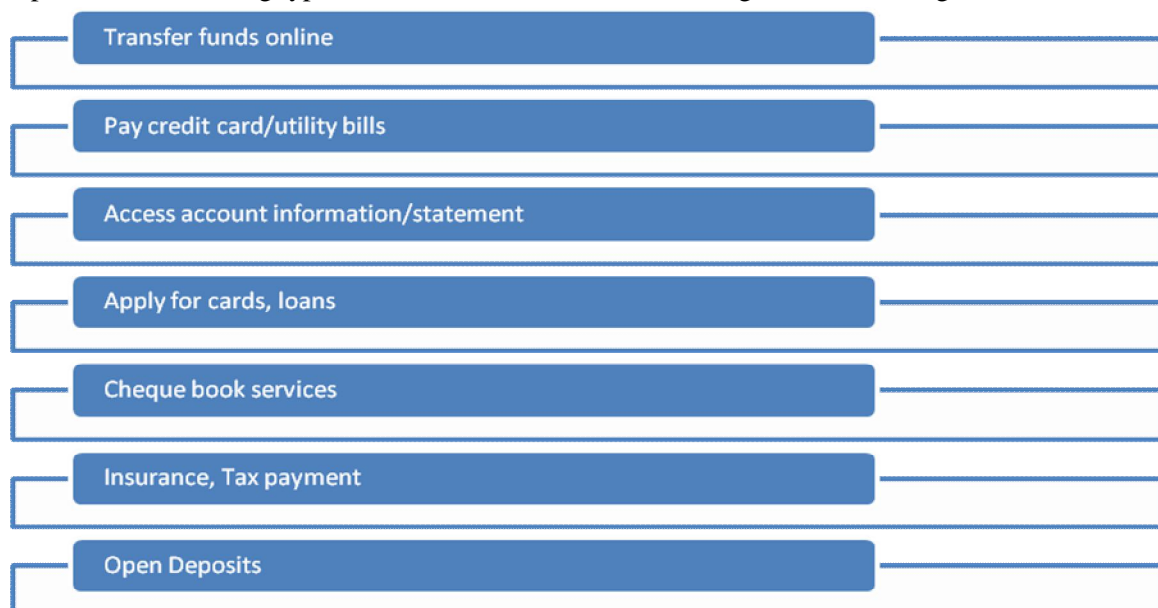 Transfer funds online
Pay credit card/utility bills
Access account information/statement
Apply for cards, loans
Cheque book services
Insurance, Tax payment
Open Deposits